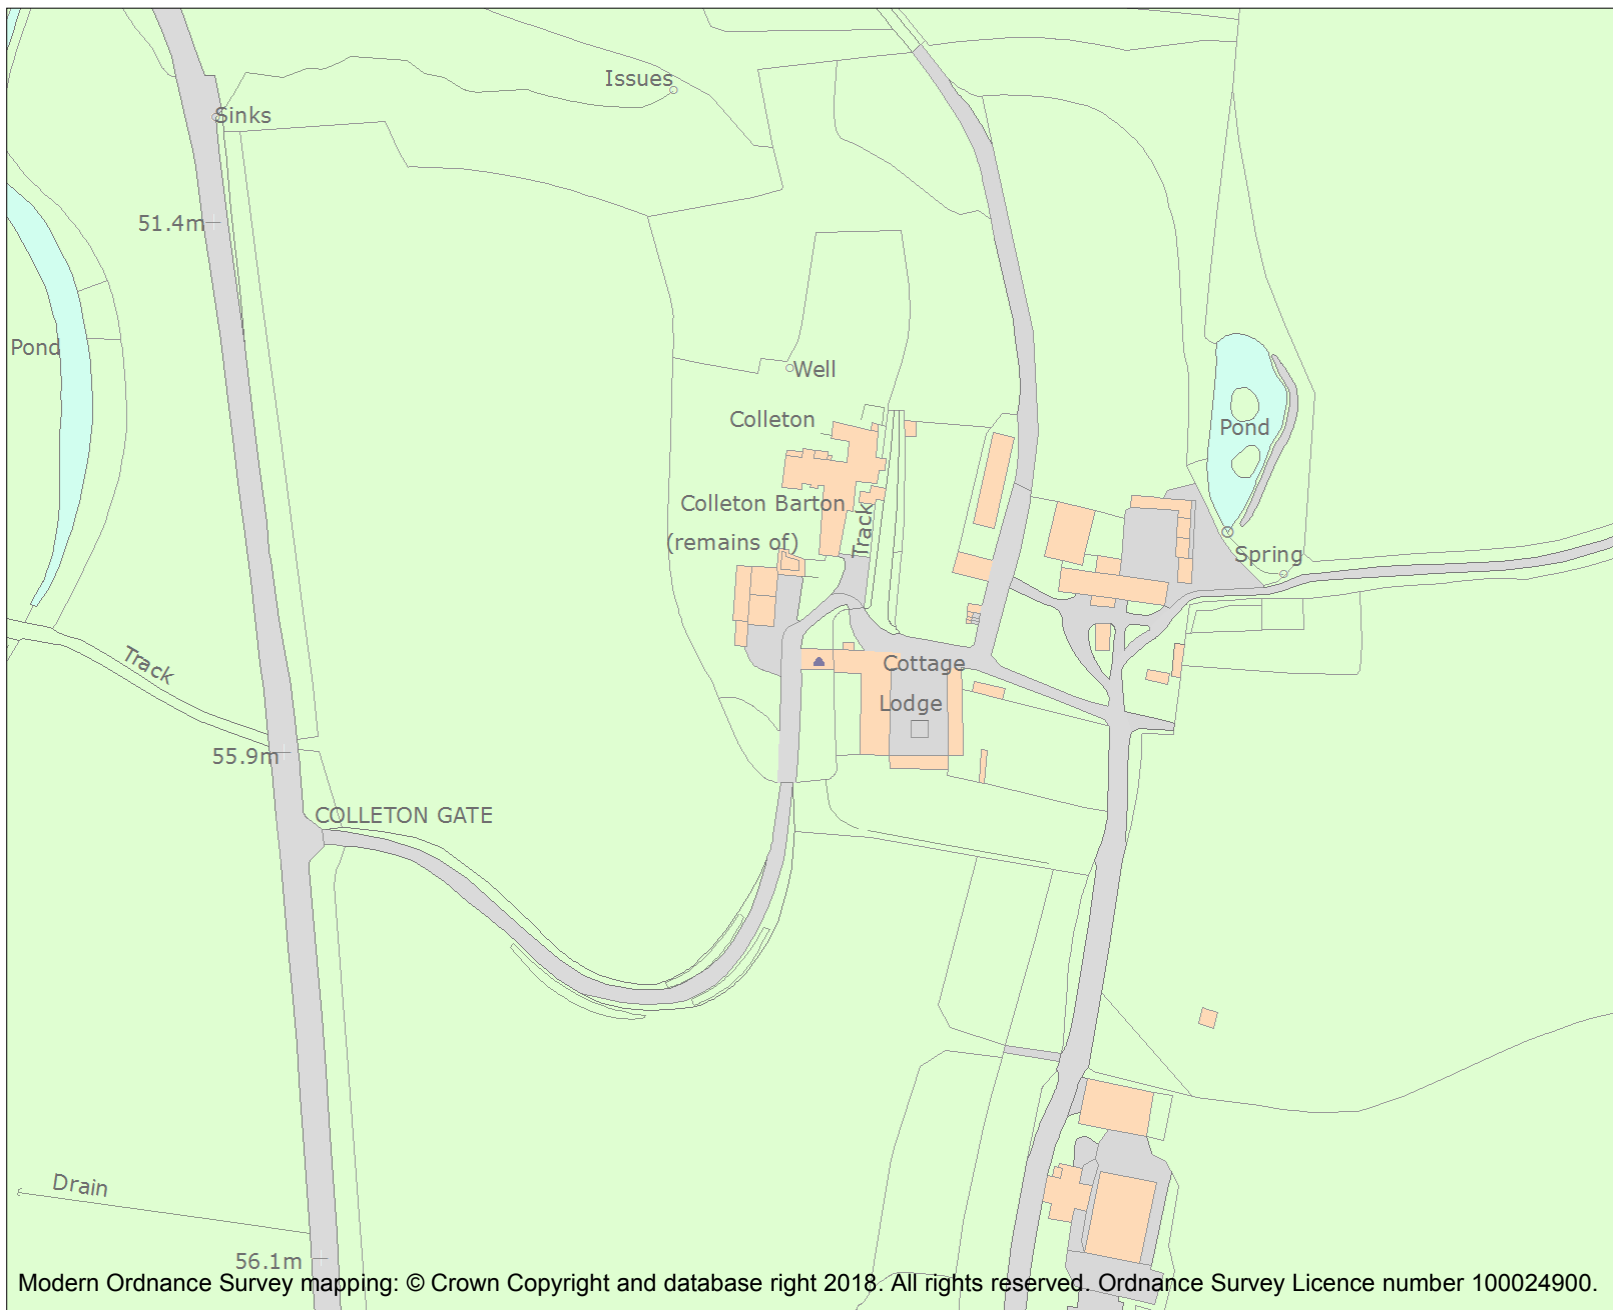 Issues
Sinks
51.4m
Pond
Well
Colleton
Pond
Colleton Barton
(remains of)
Track
Spring
Track
Cottage
Lodge
55.9m
COLLETON GATE
Drain
56.1m
Modern Ordnance Survey mapping: © Crown Copyright and database right 2018. All rights reserved. Ordnance Survey Licence number 100024900.